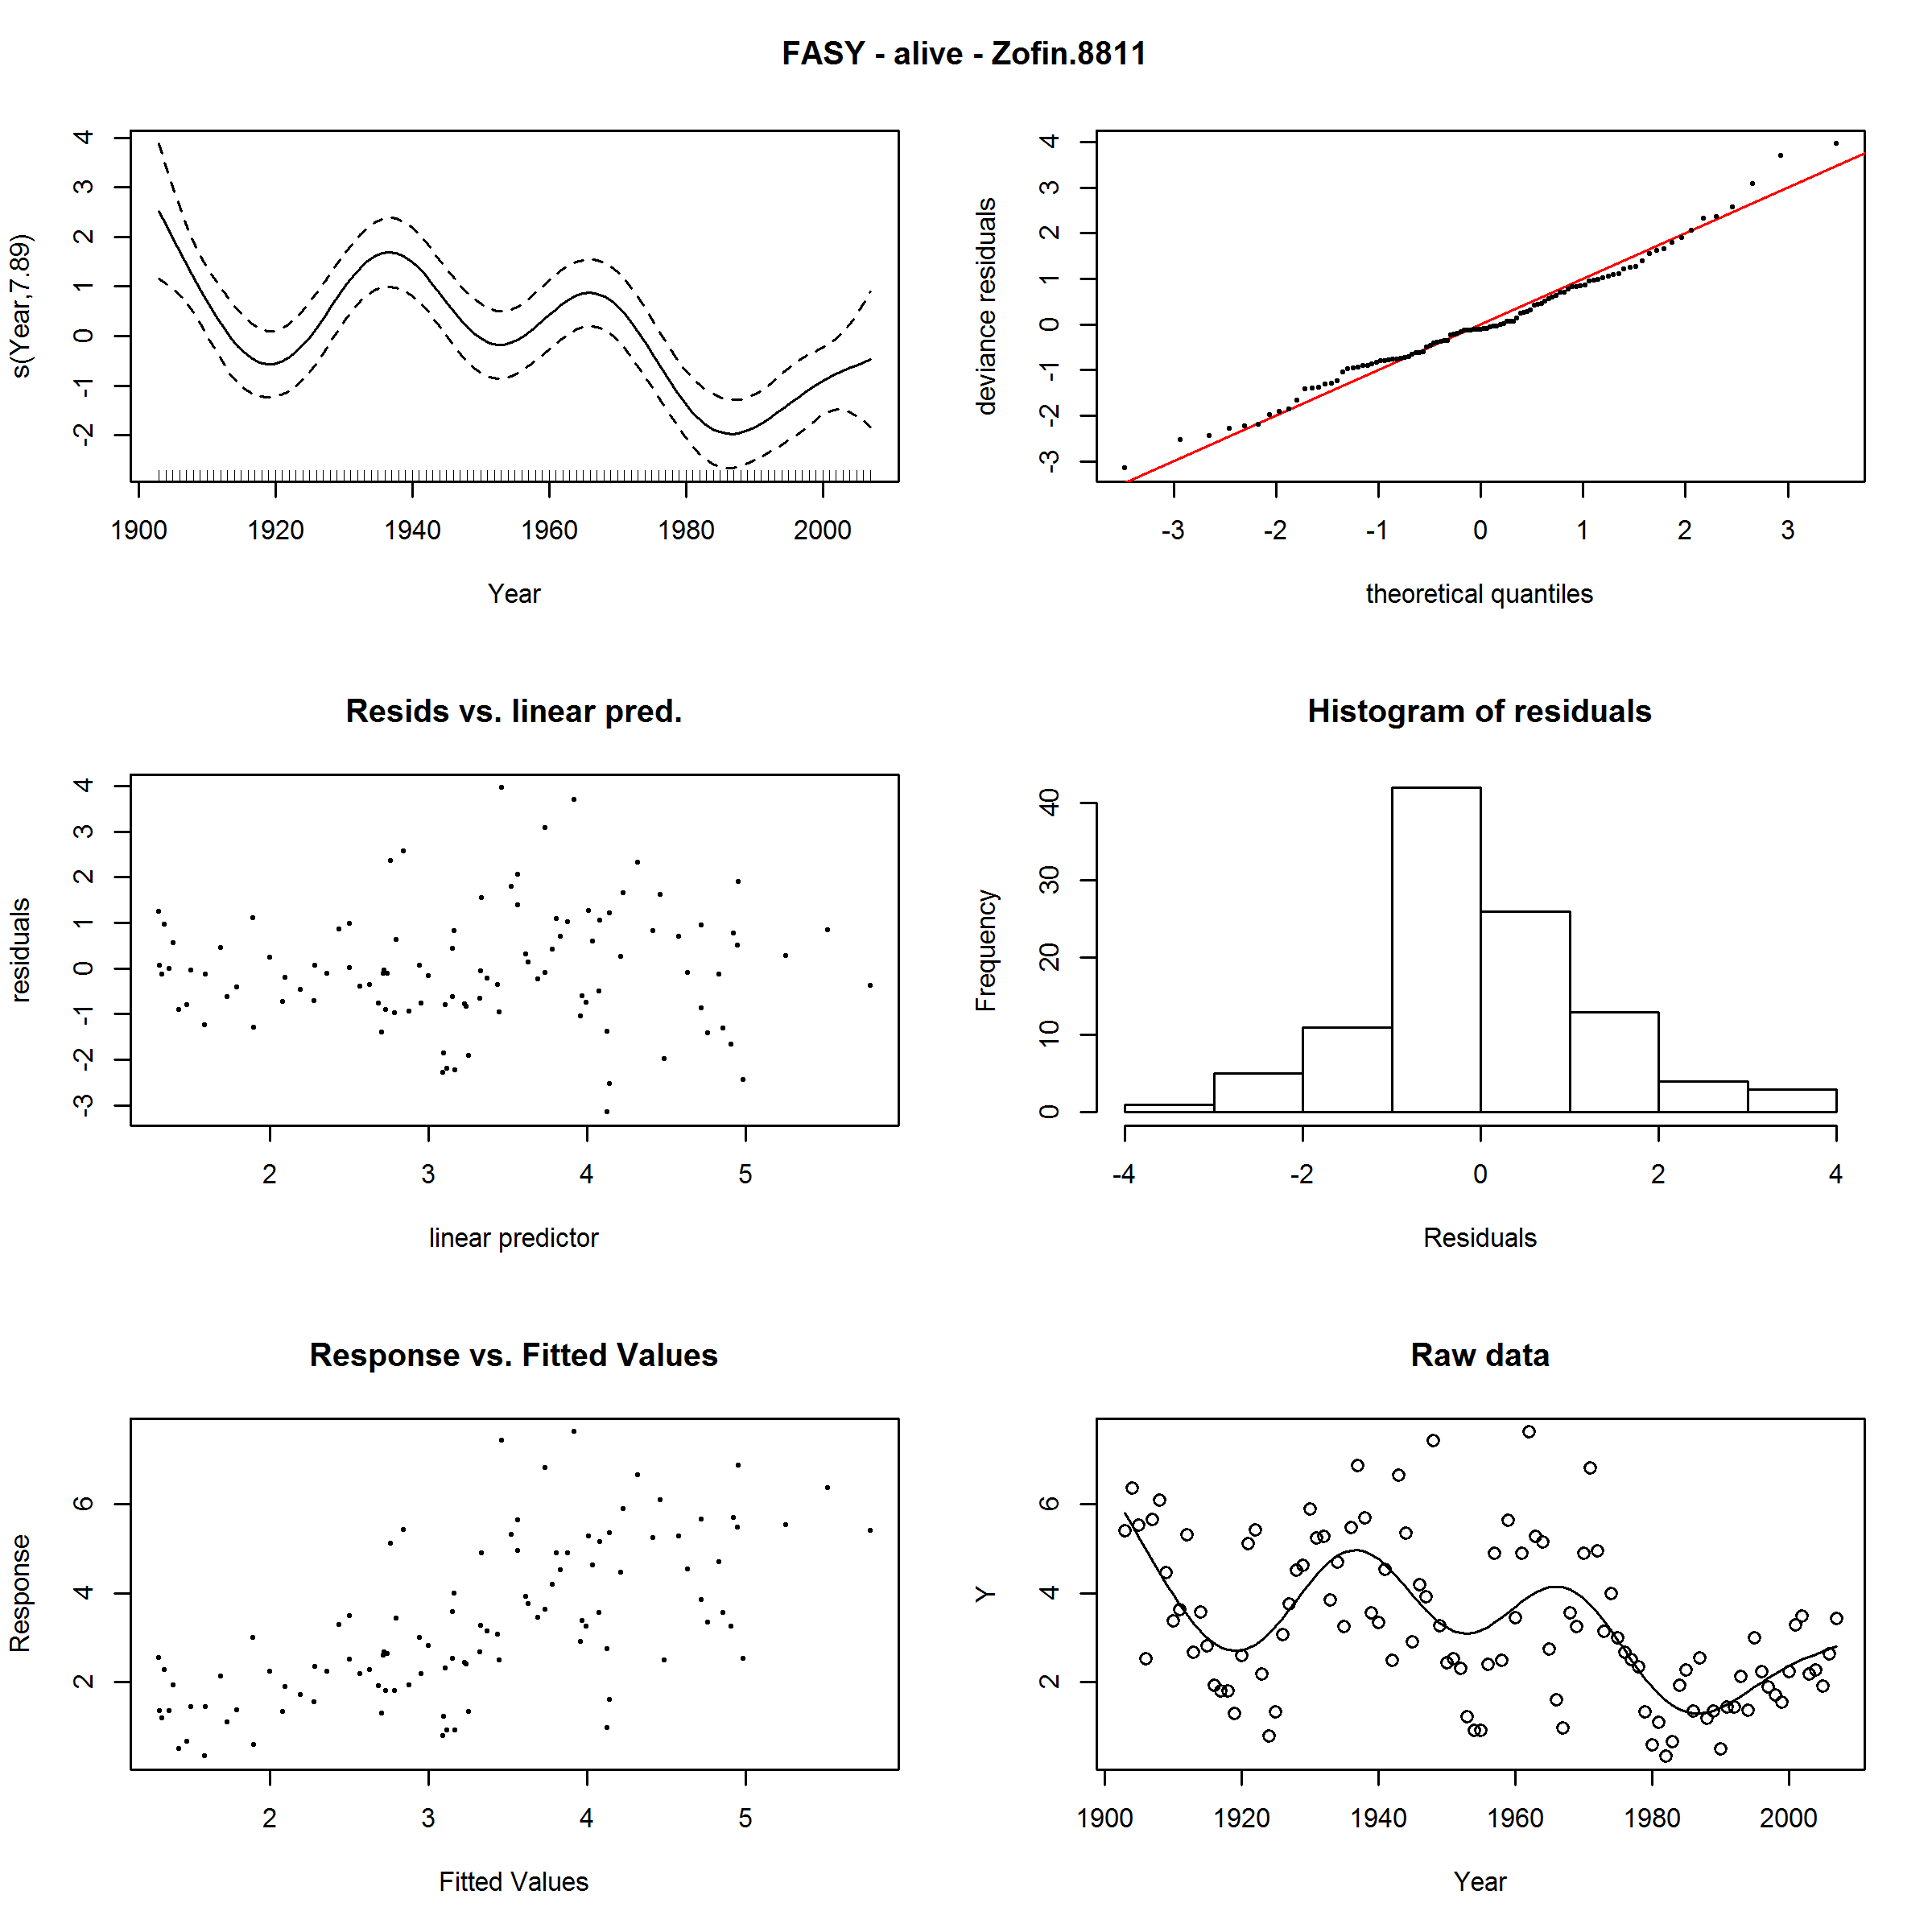 FASY - alive - Zofin.8811
s(Year,7.89)
4
3
2
1
0
-1
-2
1900 1920 1940 1960 1980 2000
Year
deviance residuals
4
3
2
1
0
-1
-2
-3
-3 -2 -1 0 1 2 3
theoretical quantiles
Resids vs. linear pred.
residuals
4
3
2
1
0
-1
-2
-3
2 3 4 5
linear predictor
Histogram of residuals
Frequency
40
30
20
10
0
-4 -2 0 2 4
Residuals
Response vs. Fitted Values
Response
6
4
2
2 3 4 5
Fitted Values
Raw data
Y
6
4
2
1900 1920 1940 1960 1980 2000
Year